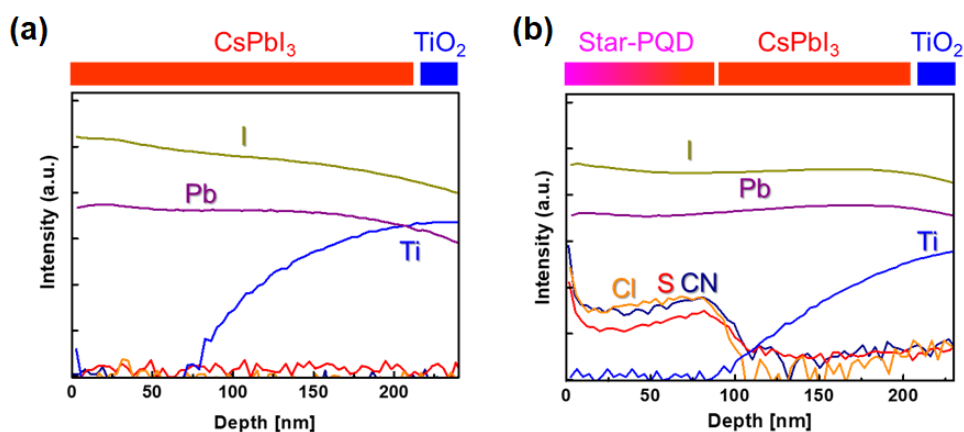 (a)
CsPbI₃
TiO₂
I
Pb
Ti
Intensity (a.u.)
0
50
100
150
200
Depth [nm]
(b)
Star-PQD
CsPbI₃
TiO₂
I
Pb
Ti
Cl
S
CN
Intensity (a.u.)
0
50
100
150
200
Depth [nm]